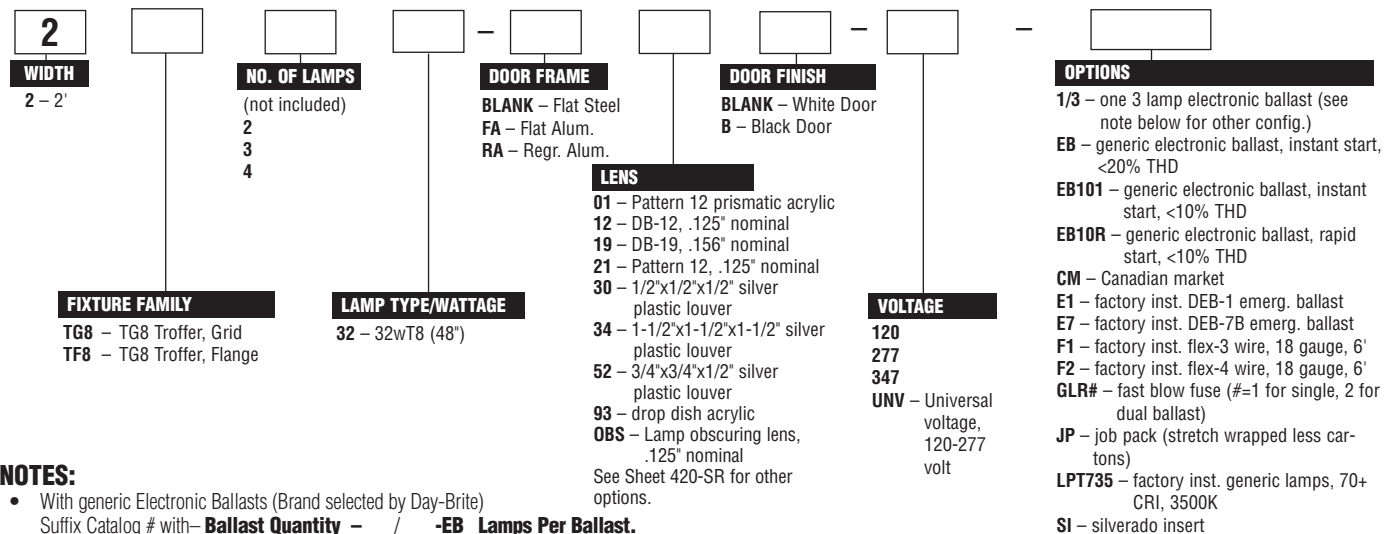 2
–
–
–
WIDTH
2 – 2'
FIXTURE FAMILY
TG8 – TG8 Troffer, Grid
TF8 – TG8 Troffer, Flange
NO. OF LAMPS
(not included)
2
3
4
LAMP TYPE/WATTAGE
32 – 32wT8 (48")
DOOR FRAME
BLANK – Flat Steel
FA – Flat Alum.
RA – Regr. Alum.
LENS
01 – Pattern 12 prismatic acrylic
12 – DB-12, .125" nominal
19 – DB-19, .156" nominal
21 – Pattern 12, .125" nominal
30 – 1/2"x1/2"x1/2" silver
plastic louver
34 – 1-1/2"x1-1/2"x1-1/2" silver
plastic louver
52 – 3/4"x3/4"x1/2" silver
plastic louver
93 – drop dish acrylic
OBS – Lamp obscuring lens,
.125" nominal
See Sheet 420-SR for other
options.
DOOR FINISH
BLANK – White Door
B – Black Door
VOLTAGE
120
277
347
UNV – Universal
voltage,
120-277
volt
OPTIONS
1/3 – one 3 lamp electronic ballast (see
note below for other config.)
EB – generic electronic ballast, instant start,
<20% THD
EB101 – generic electronic ballast, instant
start, <10% THD
EB10R – generic electronic ballast, rapid
start, <10% THD
CM – Canadian market
E1 – factory inst. DEB-1 emerg. ballast
E7 – factory inst. DEB-7B emerg. ballast
F1 – factory inst. flex-3 wire, 18 gauge, 6'
F2 – factory inst. flex-4 wire, 18 gauge, 6'
GLR# – fast blow fuse (#=1 for single, 2 for
dual ballast)
JP – job pack (stretch wrapped less car-
tons)
LPT735 – factory inst. generic lamps, 70+
CRI, 3500K
SI – silverado insert
NOTES:
• With generic Electronic Ballasts (Brand selected by Day-Brite)
Suffix Catalog # with– Ballast Quantity – / -EB Lamps Per Ballast.